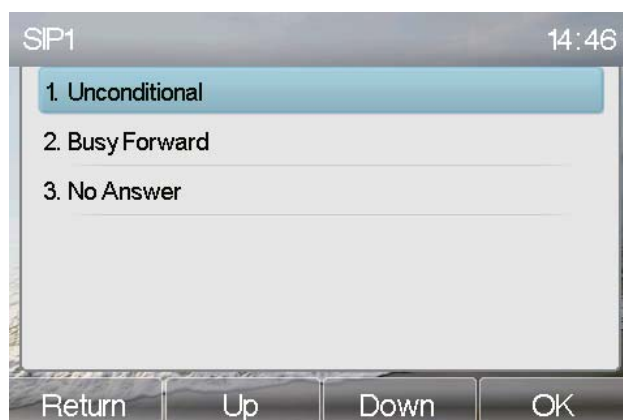 SIP1 14:46
1. Unconditional
2. Busy Forward
3. No Answer
Return Up Down OK